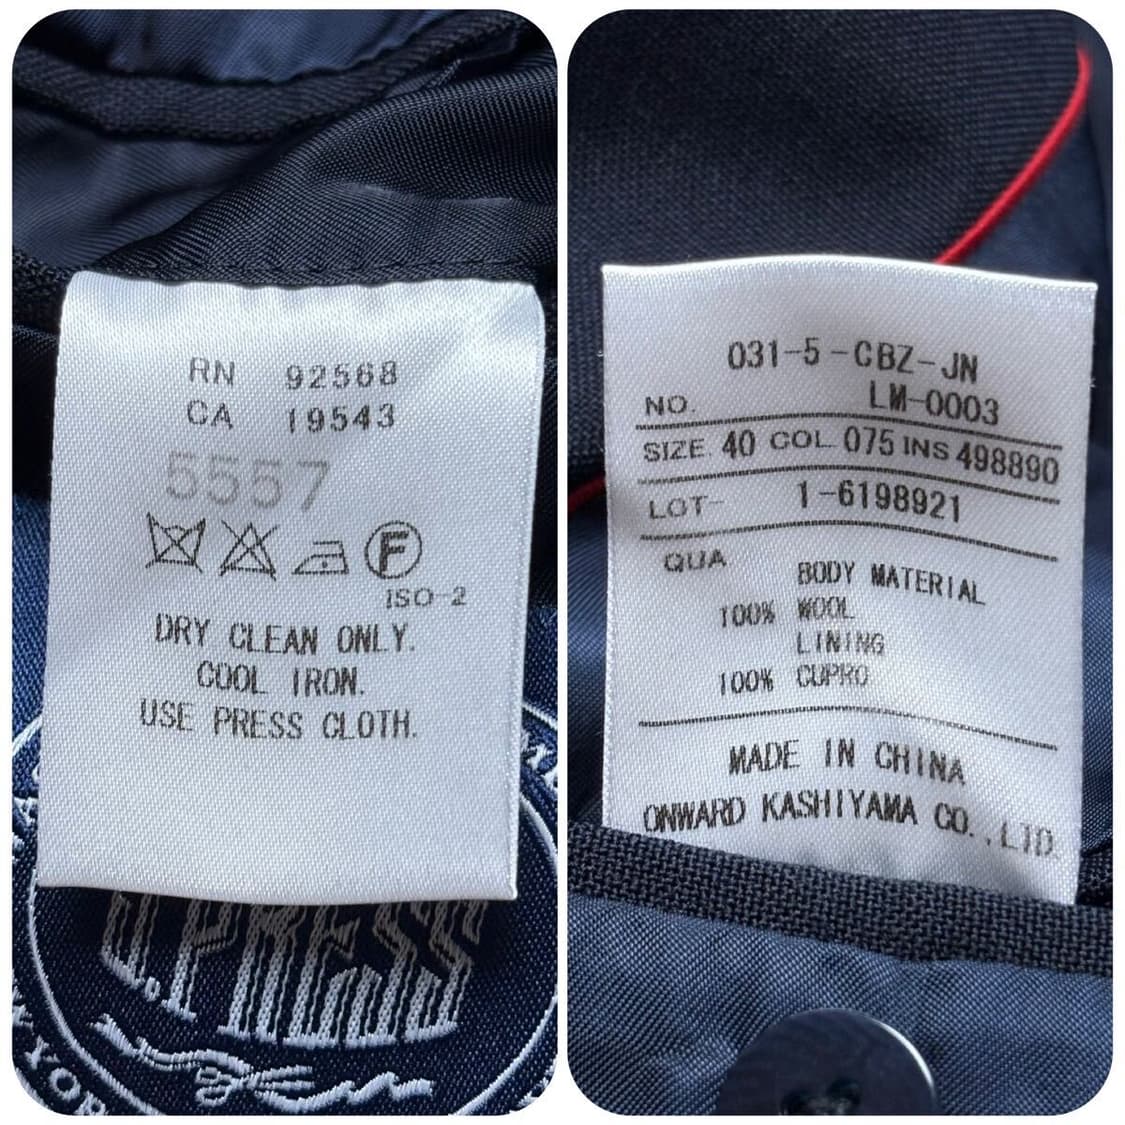 RN 92568
CA 19543
5557
F
ISO-2
DRY CLEAN ONLY.
COOL IRON.
USE PRESS CLOTH.
.PRESS
YOR
031-5-CBZ-JN
NO. LM-0003
SIZE 40 COL 075 INS 498890
LOT- 1-6198921
QUA BODY MATERIAL
100% WOOL
LINING
100% CUPRO
MADE IN CHINA
ONWARD KASHIYAMA CO.,LTD.